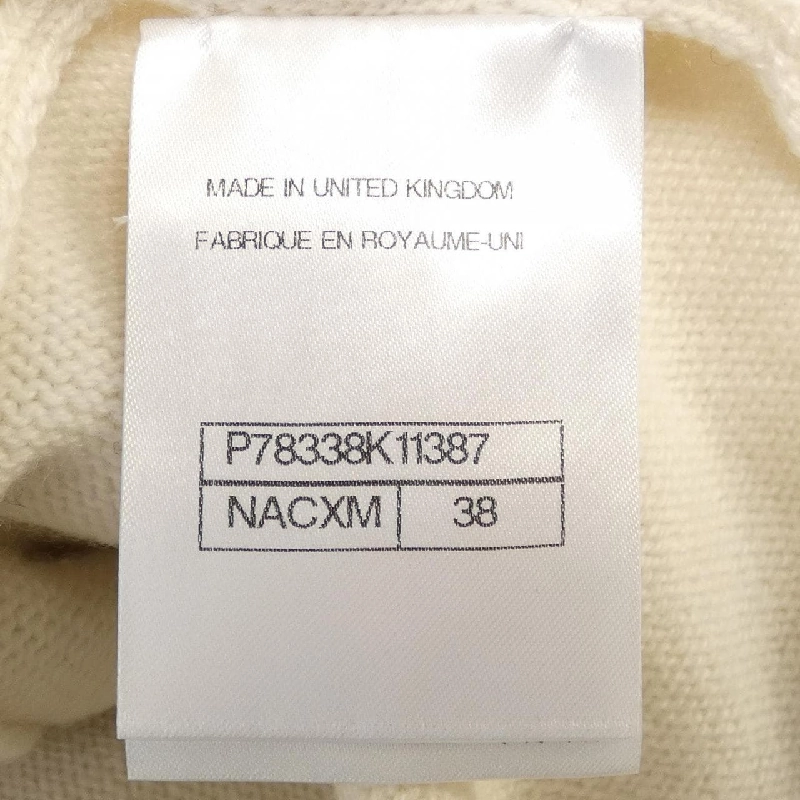 MADE IN UNITED KINGDOM
FABRIQUE EN ROYAUME-UNI
P78338K11387
NACXM 38